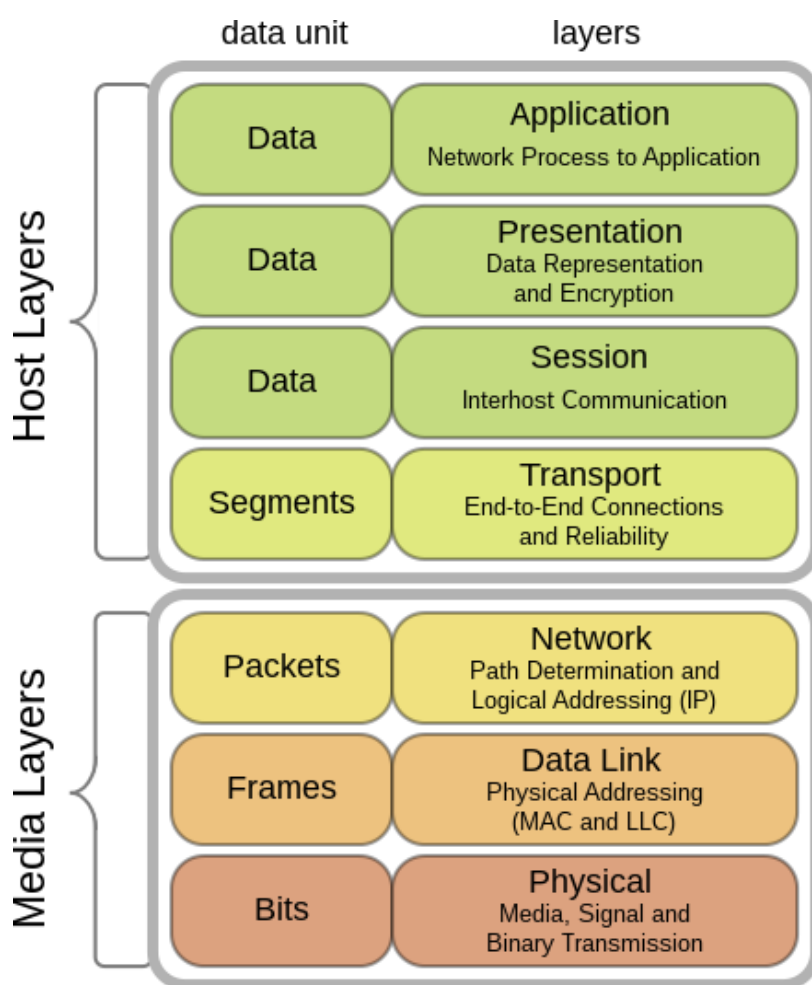 data unit
layers
Host Layers
Data
Application
Network Process to Application
Data
Presentation
Data Representation
and Encryption
Data
Session
Interhost Communication
Segments
Transport
End-to-End Connections
and Reliability
Media Layers
Packets
Network
Path Determination and
Logical Addressing (IP)
Frames
Data Link
Physical Addressing
(MAC and LLC)
Bits
Physical
Media, Signal and
Binary Transmission